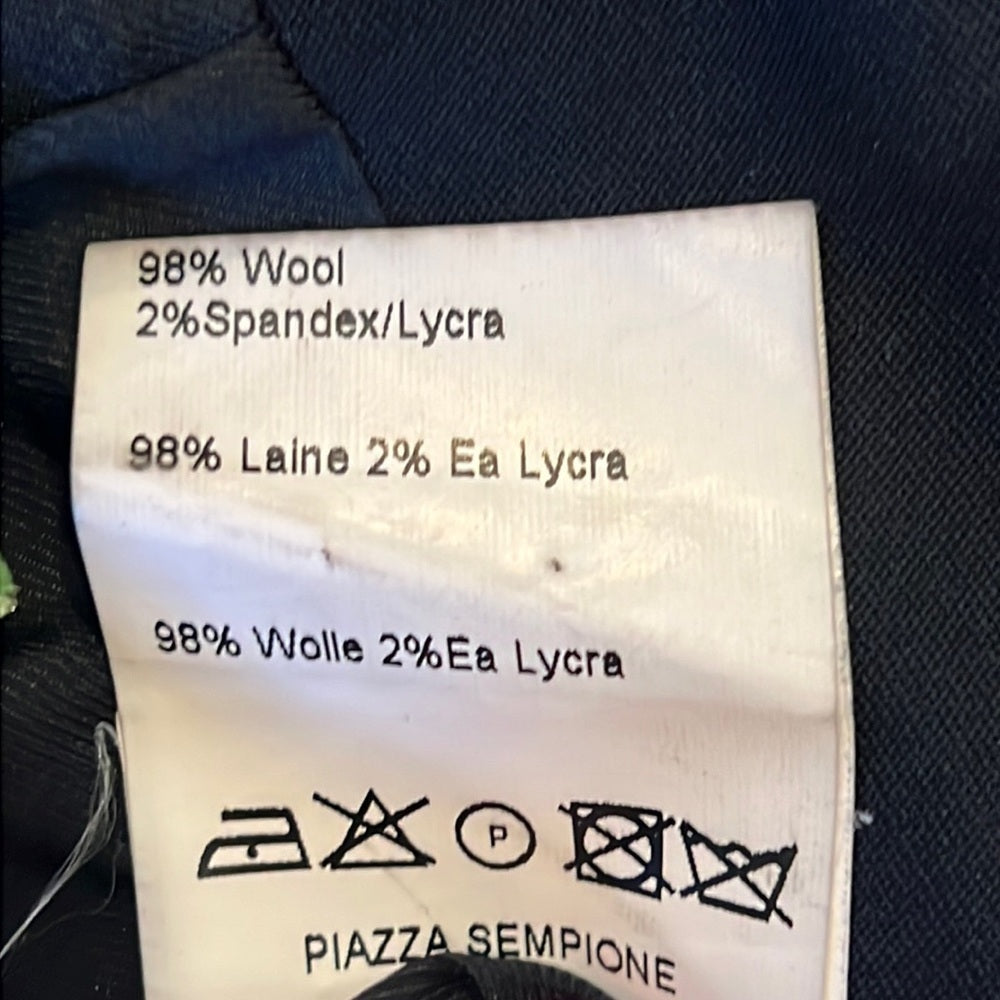 98% Wool
2%Spandex/Lycra
98% Laine 2% Ea Lycra
98% Wolle 2%Ea Lycra
P
PIAZZA SEMPIONE